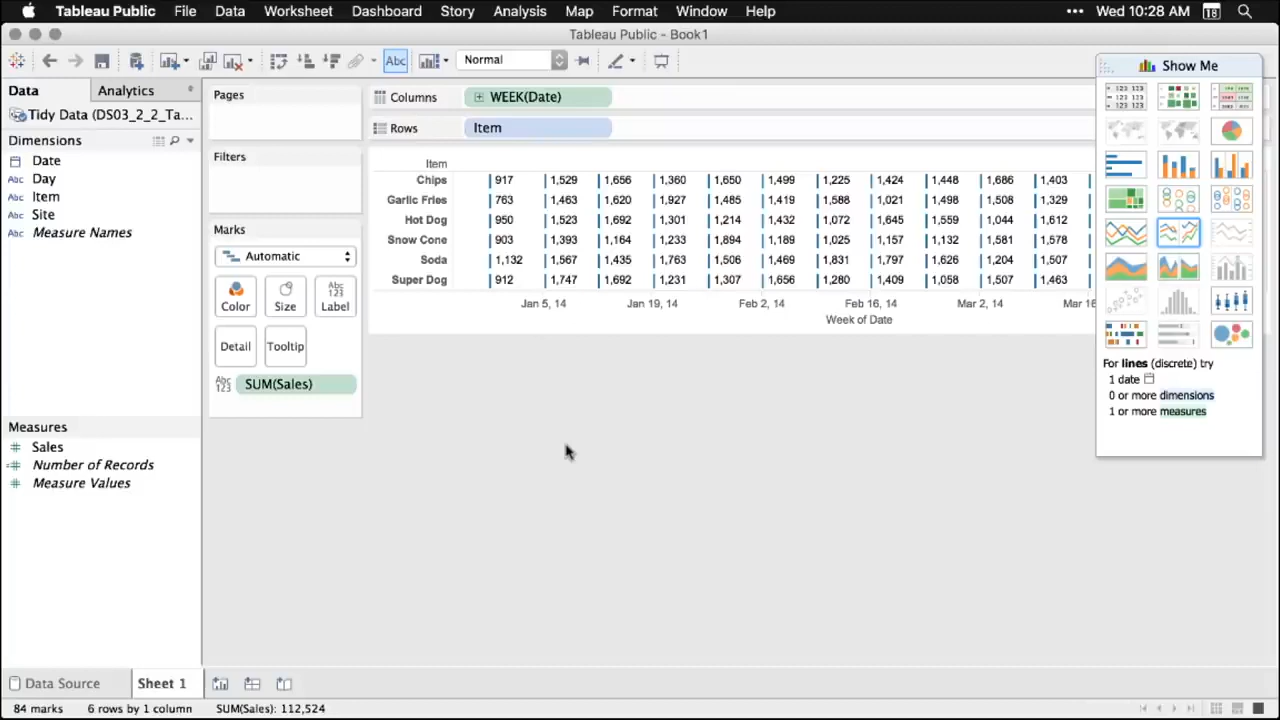 Tableau Public File Data Worksheet Dashboard Story Analysis Map Format Window Help ••• Wed 10:28 AM 18
Tableau Public - Book1
Abc Normal
Show Me
Data Analytics
Tidy Data (DS03_2_2_Ta...
Dimensions
Date
Abc Day
Abc Item
Abc Site
Abc Measure Names
Measures
Sales
Number of Records
Measure Values
Pages
Filters
Marks
Automatic
Color Size Abc 123 Label
Detail Tooltip
Abc 123 SUM(Sales)
Columns WEEK(Date)
Rows Item
Item
Chips 917 1,529 1,656 1,360 1,650 1,499 1,225 1,424 1,448 1,686 1,403
Garlic Fries 763 1,463 1,620 1,927 1,485 1,419 1,588 1,021 1,498 1,508 1,329
Hot Dog 950 1,523 1,692 1,301 1,214 1,432 1,072 1,645 1,559 1,044 1,612
Snow Cone 903 1,393 1,164 1,233 1,894 1,189 1,025 1,157 1,132 1,581 1,578
Soda 1,132 1,567 1,435 1,763 1,506 1,469 1,831 1,797 1,626 1,204 1,507
Super Dog 912 1,747 1,692 1,231 1,307 1,656 1,280 1,409 1,058 1,507 1,463
Jan 5, 14 Jan 19, 14 Feb 2, 14 Feb 16, 14 Mar 2, 14 Mar 16
Week of Date
For lines (discrete) try
1 date
0 or more dimensions
1 or more measures
Data Source Sheet 1
84 marks 6 rows by 1 column SUM(Sales): 112,524